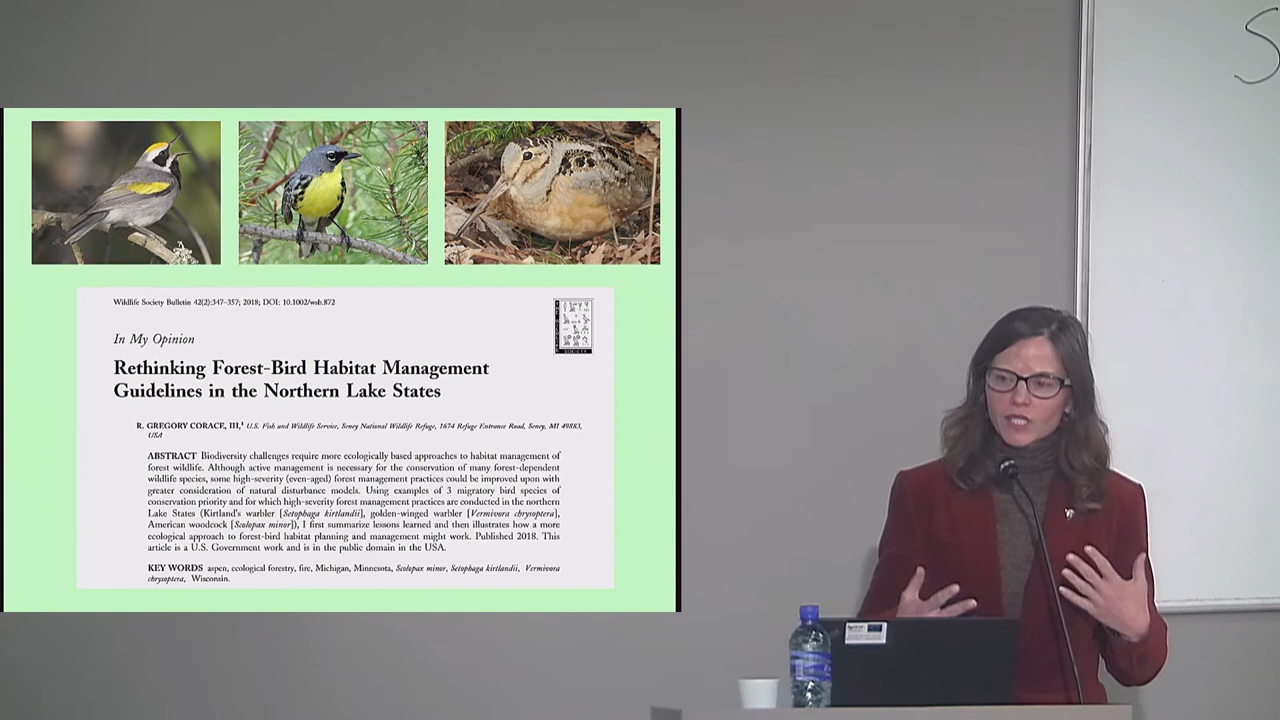 S
Wildlife Society Bulletin 42(2):347–357; 2018; DOI: 10.1002/wsb.872
In My Opinion
Rethinking Forest-Bird Habitat Management
Guidelines in the Northern Lake States
R. GREGORY CORACE, III,¹ U.S. Fish and Wildlife Service, Seney National Wildlife Refuge, 1674 Refuge Entrance Road, Seney, MI 49883,
USA
ABSTRACT Biodiversity challenges require more ecologically based approaches to habitat management of
forest wildlife. Although active management is necessary for the conservation of many forest-dependent
wildlife species, some high-severity (even-aged) forest management practices could be improved upon with
greater consideration of natural disturbance models. Using examples of 3 migratory bird species of
conservation priority and for which high-severity forest management practices are conducted in the northern
Lake States (Kirtland's warbler [Setophaga kirtlandii], golden-winged warbler [Vermivora chrysoptera],
American woodcock [Scolopax minor]), I first summarize lessons learned and then illustrates how a more
ecological approach to forest-bird habitat planning and management might work. Published 2018. This
article is a U.S. Government work and is in the public domain in the USA.
KEY WORDS aspen, ecological forestry, fire, Michigan, Minnesota, Scolopax minor, Setophaga kirtlandii, Vermivora
chrysoptera, Wisconsin.